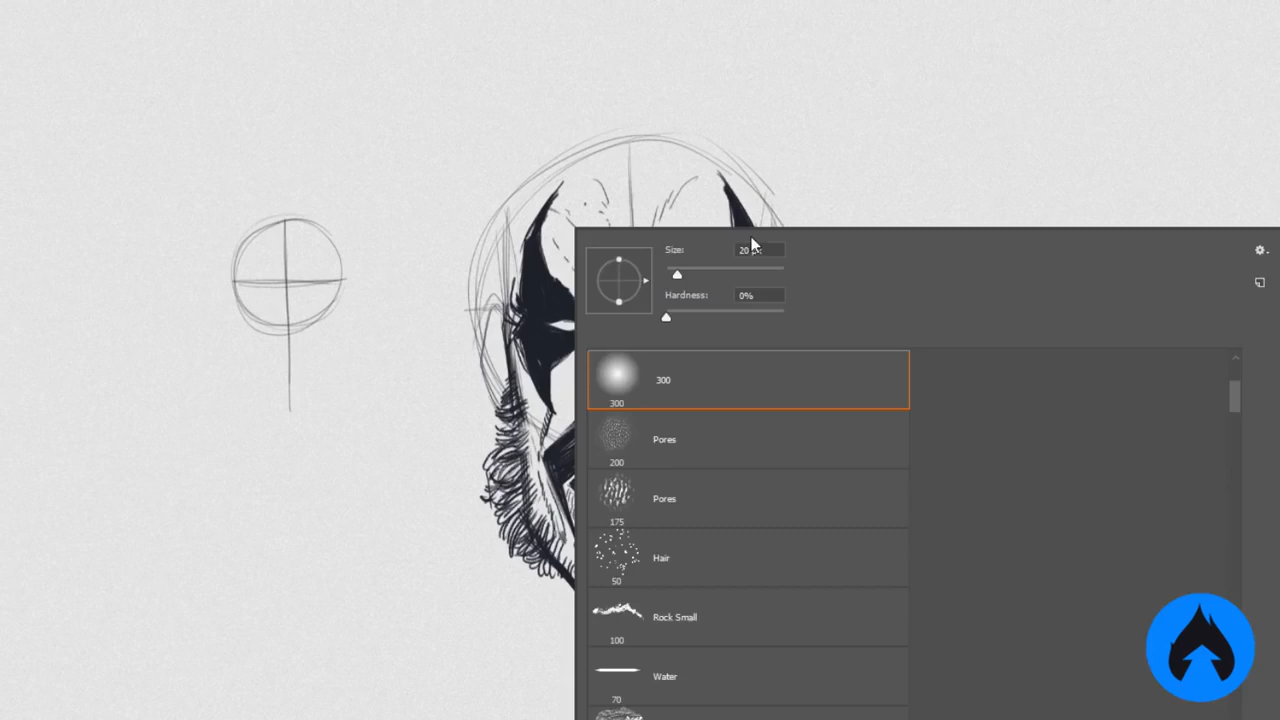 Size:
Hardness:
0%
300
300
Pores
200
Pores
175
Hair
50
Rock Small
100
Water
70